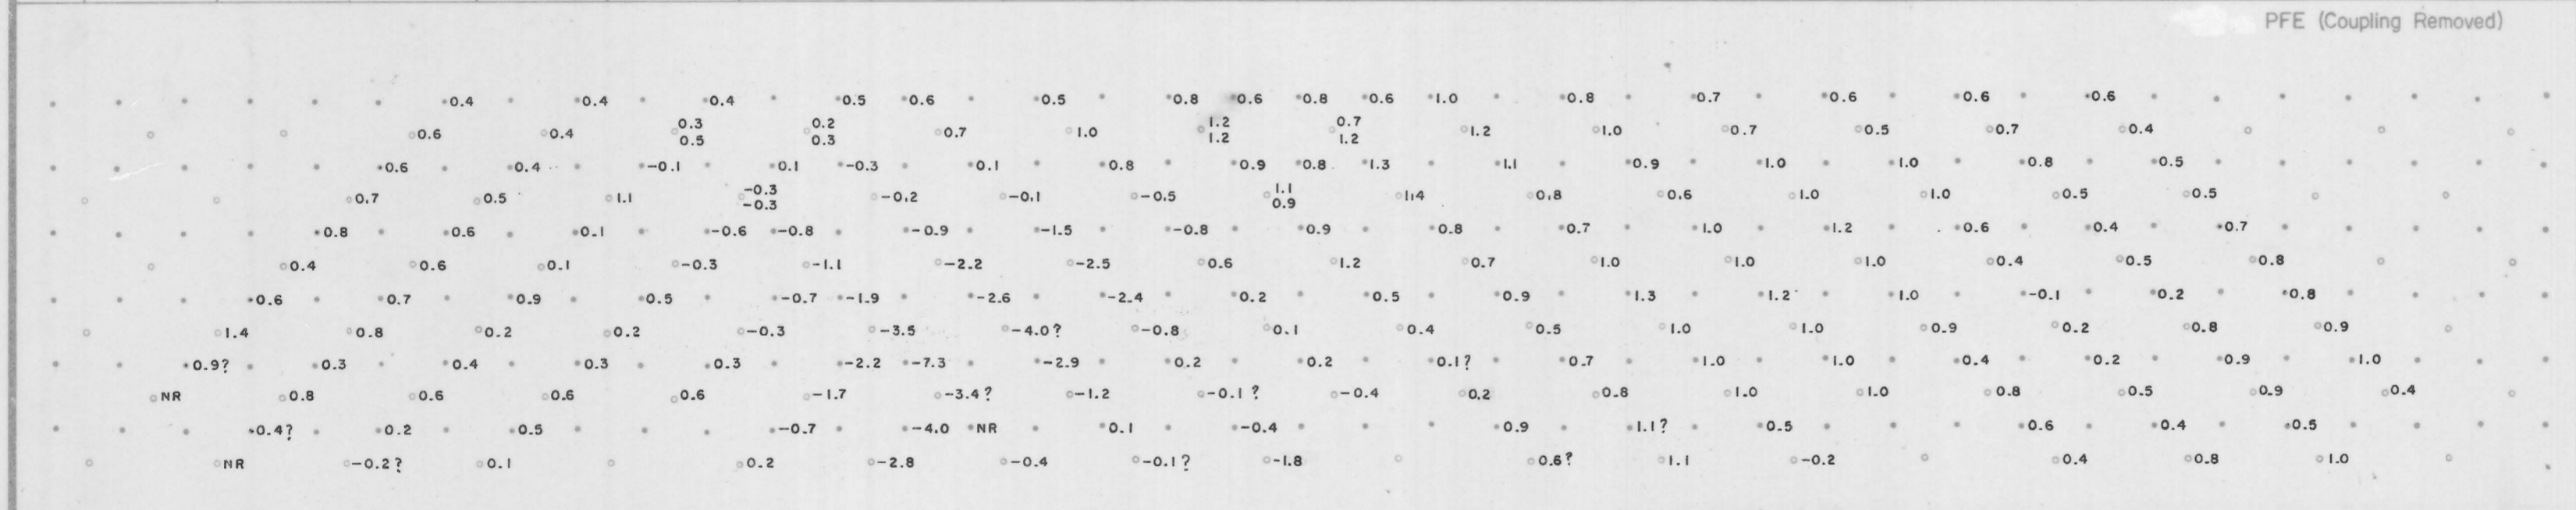 PFE (Coupling Removed)
0.4 0.4 0.4 0.5 0.6 0.5 0.8 0.6 0.8 0.6 1.0 0.8 0.7 0.6 0.6 0.6
0.3 0.2 1.2 0.7
0.6 0.4 0.7 1.0 1.2 1.0 0.7 0.5 0.7 0.4
0.5 0.3 1.2 1.2
0.6 0.4 -0.1 0.1 -0.3 0.1 0.8 0.9 0.8 1.3 1.1 0.9 1.0 1.0 0.8 0.5
-0.3 1.1
0.7 0.5 1.1 -0.2 -0.1 -0.5 1.4 0.8 0.6 1.0 1.0 0.5 0.5
-0.3 0.9
0.8 0.6 0.1 -0.6 -0.8 -0.9 -1.5 -0.8 0.9 0.8 0.7 1.0 1.2 0.6 0.4 0.7
0.4 0.6 0.1 -0.3 -1.1 -2.2 -2.5 0.6 1.2 0.7 1.0 1.0 1.0 0.4 0.5 0.8
0.6 0.7 0.9 0.5 -0.7 -1.9 -2.6 -2.4 0.2 0.5 0.9 1.3 1.2 1.0 -0.1 0.2 0.8
1.4 0.8 0.2 0.2 -0.3 -3.5 -4.0? -0.8 0.1 0.4 0.5 1.0 1.0 0.9 0.2 0.8 0.9
0.9? 0.3 0.4 0.3 0.3 -2.2 -7.3 -2.9 0.2 0.2 0.1? 0.7 1.0 1.0 0.4 0.2 0.9 1.0
NR 0.8 0.6 0.6 0.6 -1.7 -3.4? -1.2 -0.1? -0.4 0.2 0.8 1.0 1.0 0.8 0.5 0.9 0.4
-0.4? 0.2 0.5 -0.7 -4.0 NR 0.1 -0.4 0.9 1.1? 0.5 0.6 0.4 0.5
NR -0.2? 0.1 0.2 -2.8 -0.4 -0.1? -1.8 0.6? 1.1 -0.2 0.4 0.8 1.0